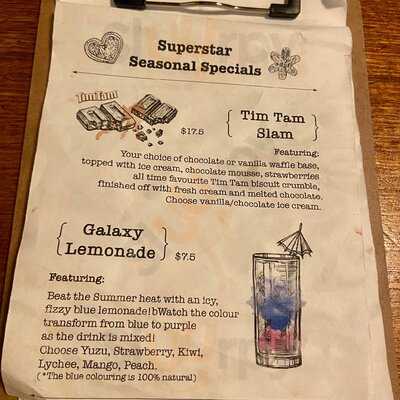 Superstar
Seasonal Specials
TimTam
$17.5
Tim Tam
Slam
Featuring:
Your choice of chocolate or vanilla waffle base,
topped with ice cream, chocolate mousse, strawberries
all time favourite Tim Tam biscuit crumble,
finished off with fresh cream and melted chocolate.
Choose vanilla/chocolate ice cream.
Galaxy
Lemonade
$7.5
Featuring:
Beat the Summer heat with an icy,
fizzy blue lemonade!bWatch the colour
transform from blue to purple
as the drink is mixed!
Choose Yuzu, Strawberry, Kiwi,
Lychee, Mango, Peach.
(*The blue colouring is 100% natural)